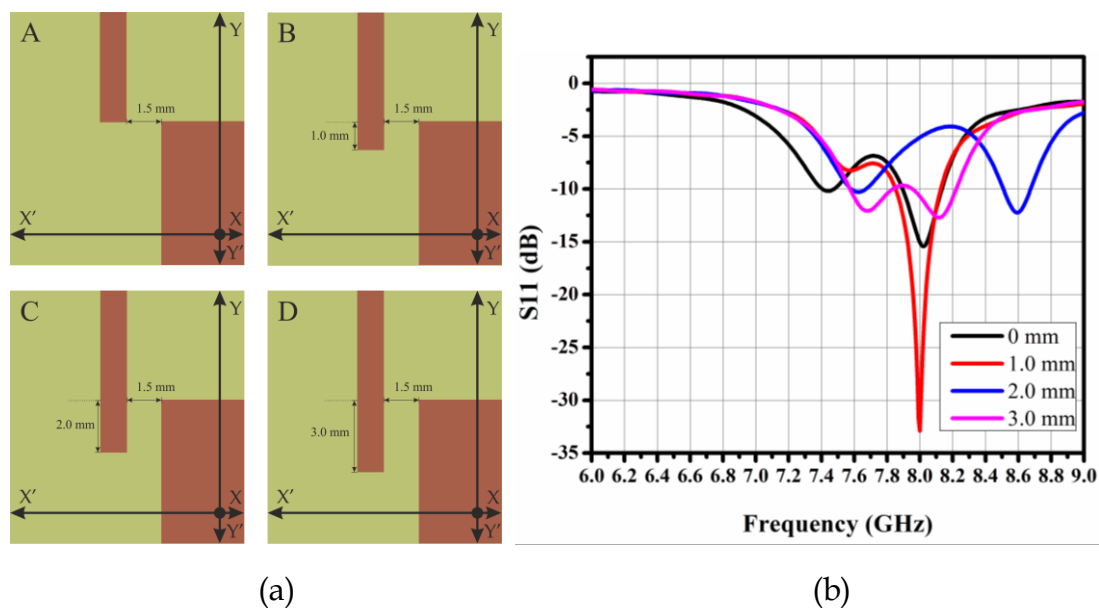 A
Y
1.5 mm
X′
X
Y′
B
Y
1.5 mm
1.0 mm
X′
X
Y′
C
Y
1.5 mm
2.0 mm
X′
X
Y′
D
Y
1.5 mm
3.0 mm
X′
X
Y′
(a)
S11 (dB)
0
-5
-10
-15
-20
-25
-30
-35
0 mm
1.0 mm
2.0 mm
3.0 mm
6.0 6.2 6.4 6.6 6.8 7.0 7.2 7.4 7.6 7.8 8.0 8.2 8.4 8.6 8.8 9.0
Frequency (GHz)
(b)